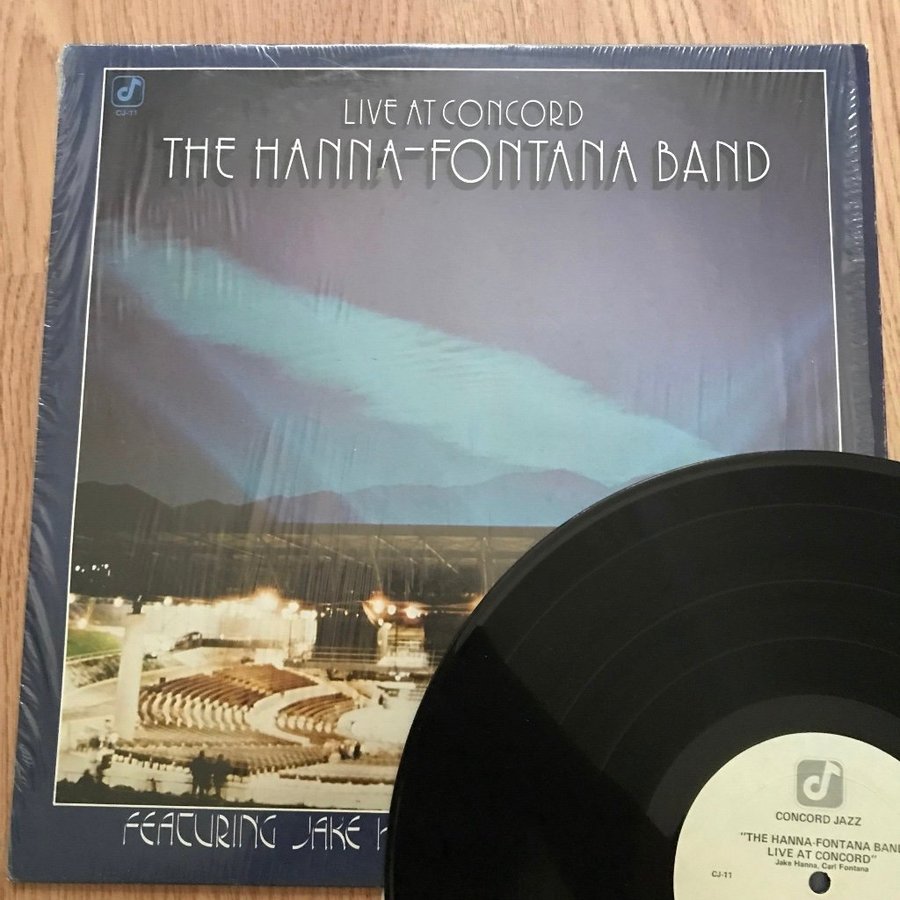 CJ-11
LIVE AT CONCORD
THE HANNA-FONTANA BAND
FEATURING JAKE H
CONCORD JAZZ
"THE HANNA-FONTANA BAND
LIVE AT CONCORD"
Jake Hanna, Carl Fontana
CJ-11